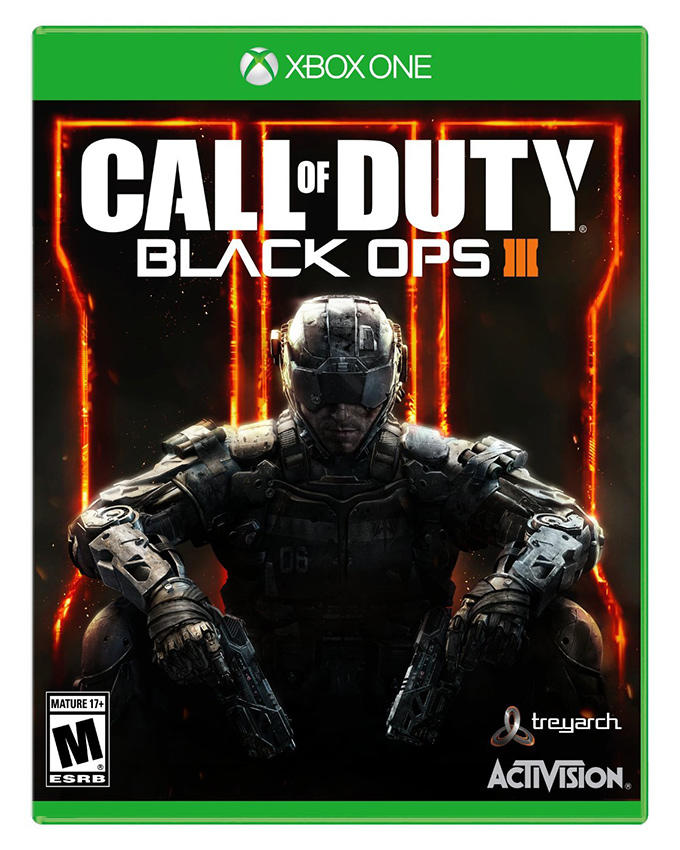 XBOX ONE
CALL OF DUTY®
BLACK OPS III
06
MATURE 17+
M®
ESRB
treyarch
ACTIVISION®